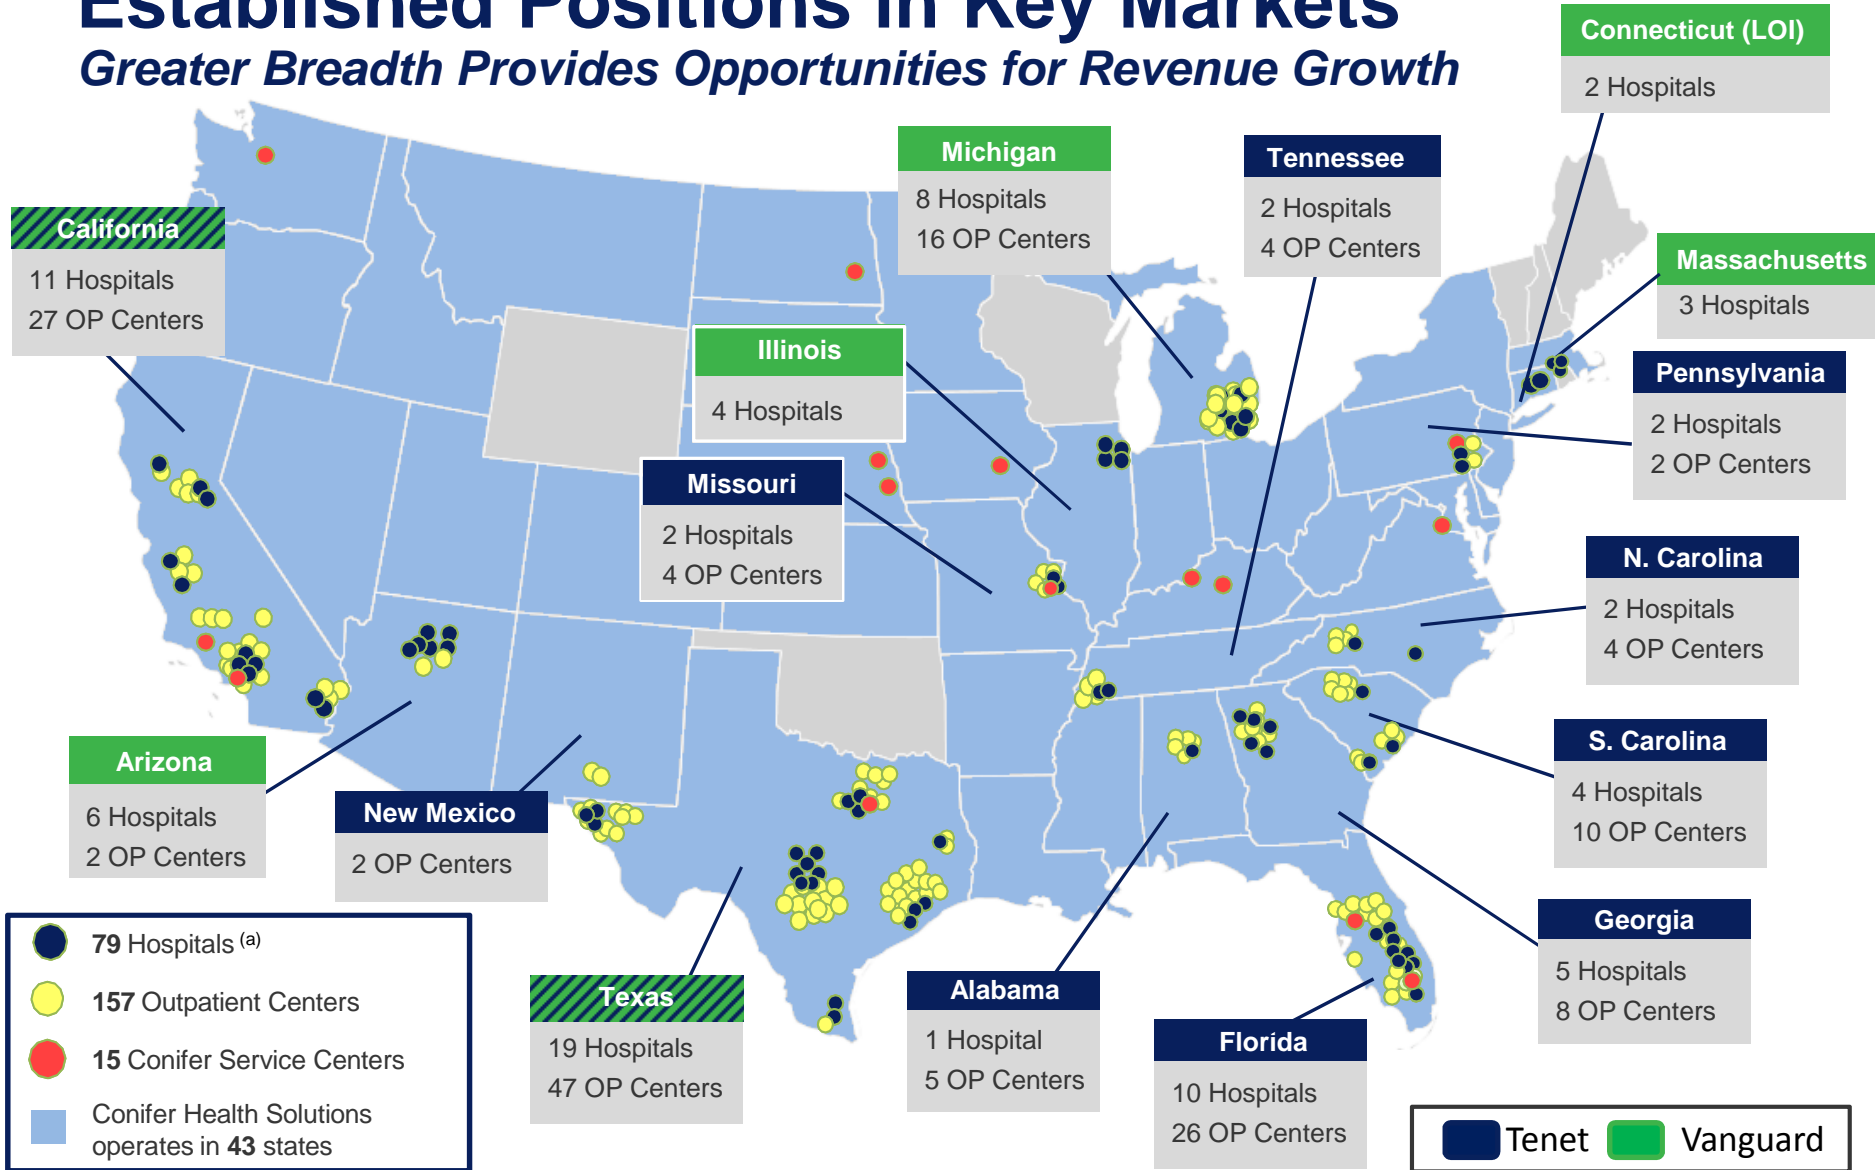 Established Positions in Key Markets
Greater Breadth Provides Opportunities for Revenue Growth
Connecticut (LOI)
2 Hospitals
Michigan
8 Hospitals
16 OP Centers
Tennessee
2 Hospitals
4 OP Centers
California
11 Hospitals
27 OP Centers
Massachusetts
3 Hospitals
Illinois
4 Hospitals
Pennsylvania
2 Hospitals
2 OP Centers
Missouri
2 Hospitals
4 OP Centers
N. Carolina
2 Hospitals
4 OP Centers
S. Carolina
4 Hospitals
10 OP Centers
Arizona
6 Hospitals
2 OP Centers
New Mexico
2 OP Centers
Georgia
5 Hospitals
8 OP Centers
Texas
19 Hospitals
47 OP Centers
Alabama
1 Hospital
5 OP Centers
Florida
10 Hospitals
26 OP Centers
79 Hospitals (a)
157 Outpatient Centers
15 Conifer Service Centers
Conifer Health Solutions
operates in 43 states
Tenet Vanguard